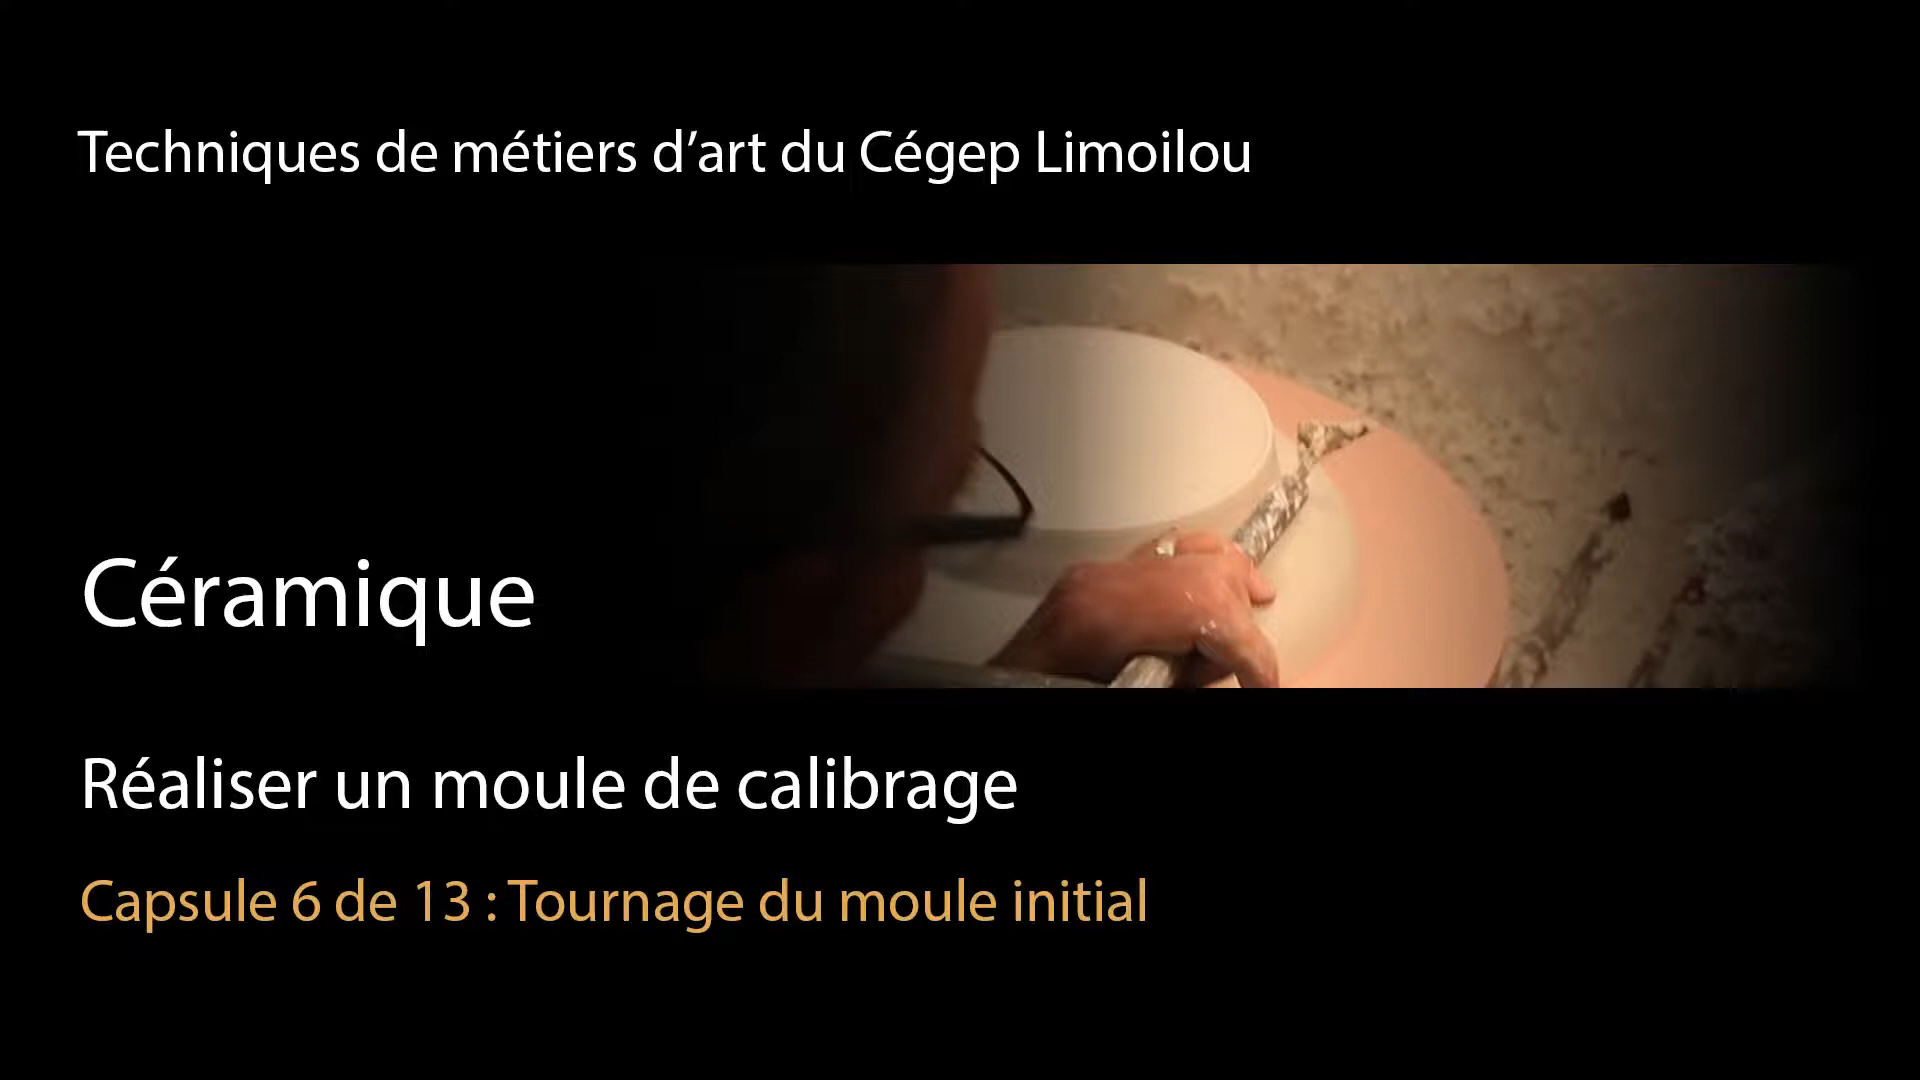 Techniques de métiers d’art du Cégep Limoilou
Céramique
Réaliser un moule de calibrage
Capsule 6 de 13 : Tournage du moule initial